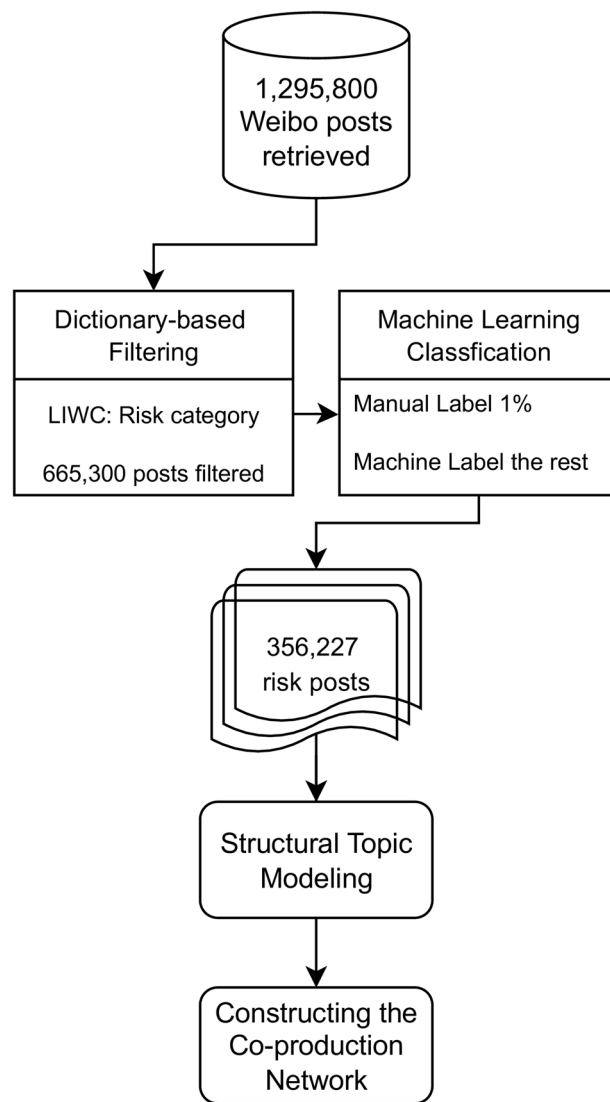 1,295,800
Weibo posts
retrieved
Dictionary-based
Filtering
LIWC: Risk category
665,300 posts filtered
Machine Learning
Classfication
Manual Label 1%
Machine Label the rest
356,227
risk posts
Structural Topic
Modeling
Constructing the
Co-production
Network